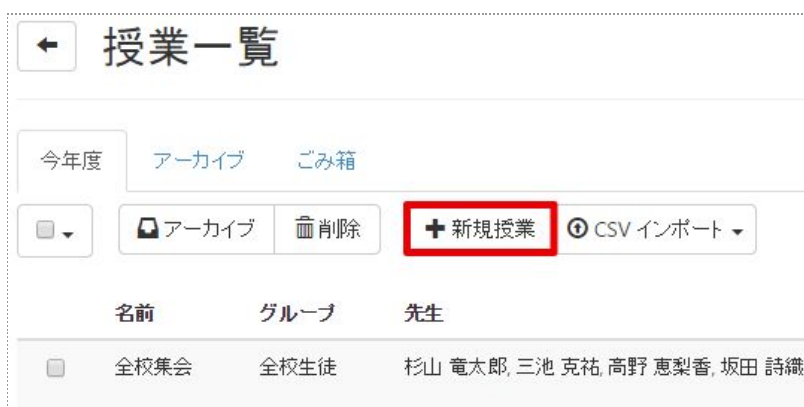 授業一覧
今年度 アーカイブ ごみ箱
アーカイブ 削除 新規授業 CSV インポート
名前 グループ 先生
全校集会 全校生徒 杉山 竜太郎, 三池 克祐, 高野 恵梨香, 坂田 詩織